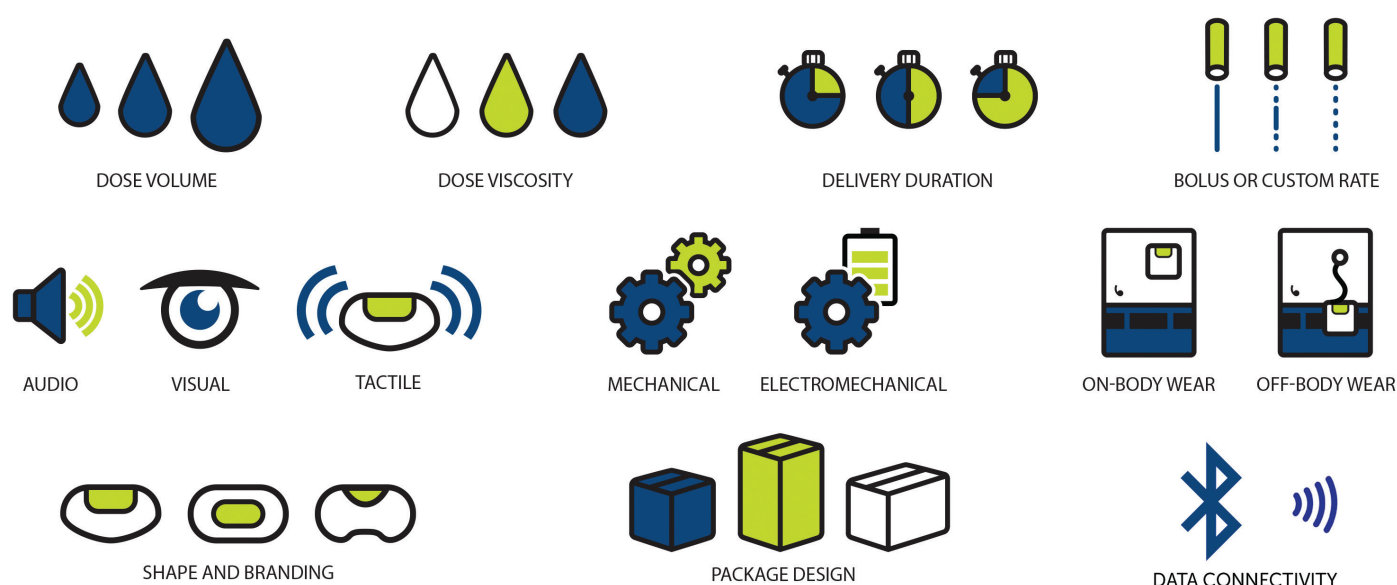 DOSE VOLUME
DOSE VISCOSITY
DELIVERY DURATION
BOLUS OR CUSTOM RATE
AUDIO
VISUAL
TACTILE
MECHANICAL
ELECTROMECHANICAL
ON-BODY WEAR
OFF-BODY WEAR
SHAPE AND BRANDING
PACKAGE DESIGN
DATA CONNECTIVITY